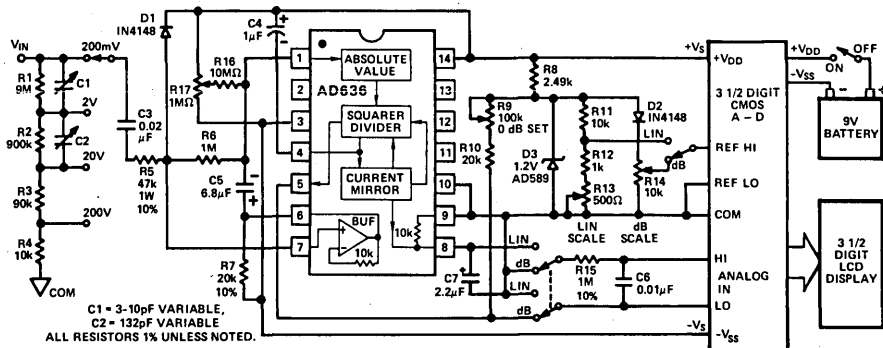 D1
IN4148
C4
1µF
+
−
VIN
200mV
R1
9M
C1
2V
R2
900k
C2
20V
R3
90k
200V
R4
10k
COM
C3
0.02
µF
R5
47k
1W
10%
R17
1MΩ
R16
10MΩ
R6
1M
C5
6.8µF
−
+
R7
20k
10%
C1 = 3-10pF VARIABLE,
C2 = 132pF VARIABLE
ALL RESISTORS 1% UNLESS NOTED.
1
2
3
4
5
6
7
14
13
12
11
10
9
8
ABSOLUTE
VALUE
AD636
SQUARER
DIVIDER
CURRENT
MIRROR
BUF
+
−
10k
10k
+VS
R8
2.49k
R9
100k
0 dB SET
R10
20k
D3
1.2V
AD589
R11
10k
R12
1k
R13
500Ω
LIN
SCALE
D2
IN4148
LIN
dB
R14
10k
dB
SCALE
+
C7
2.2µF
LIN
dB
LIN
dB
R15
1M
10%
C6
0.01µF
−VS
+VDD
3 1/2 DIGIT
CMOS
A – D
REF HI
REF LO
COM
HI
ANALOG
IN
LO
−VSS
+VDD
−VSS
ON
OFF
−
+
9V
BATTERY
3 1/2
DIGIT
LCD
DISPLAY